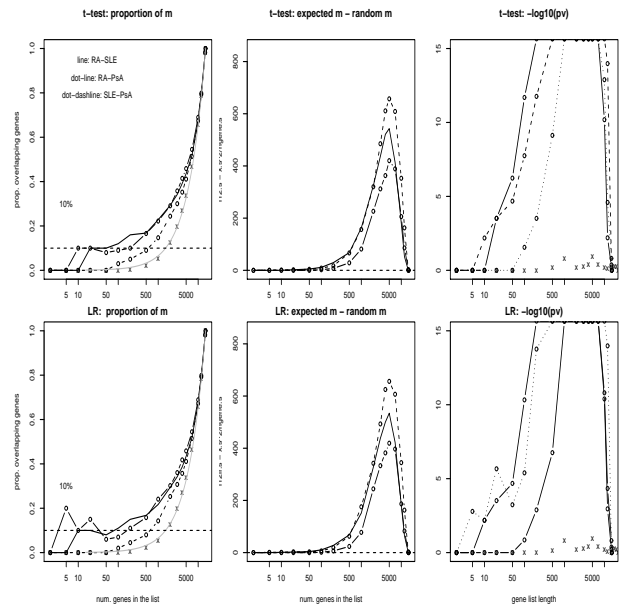 t-test: proportion of m
t-test: expected m - random m
t-test: -log10(pv)
prop. overlapping genes
0.0 0.2 0.4 0.6 0.8 1.0
line: RA-SLE
dot-line: RA-PsA
dot-dashline: SLE-PsA
10%
5 10 50 500 5000
0 200 400 600 800
5 10 50 500 5000
0 5 10 15
5 10 50 500 5000
LR: proportion of m
LR: expected m - random m
LR: -log10(pv)
prop. overlapping genes
0.0 0.2 0.4 0.6 0.8 1.0
10%
5 10 50 500 5000
num. genes in the list
0 200 400 600 800
5 10 50 500 5000
num. genes in the list
0 5 10 15
5 10 50 500 5000
gene list length